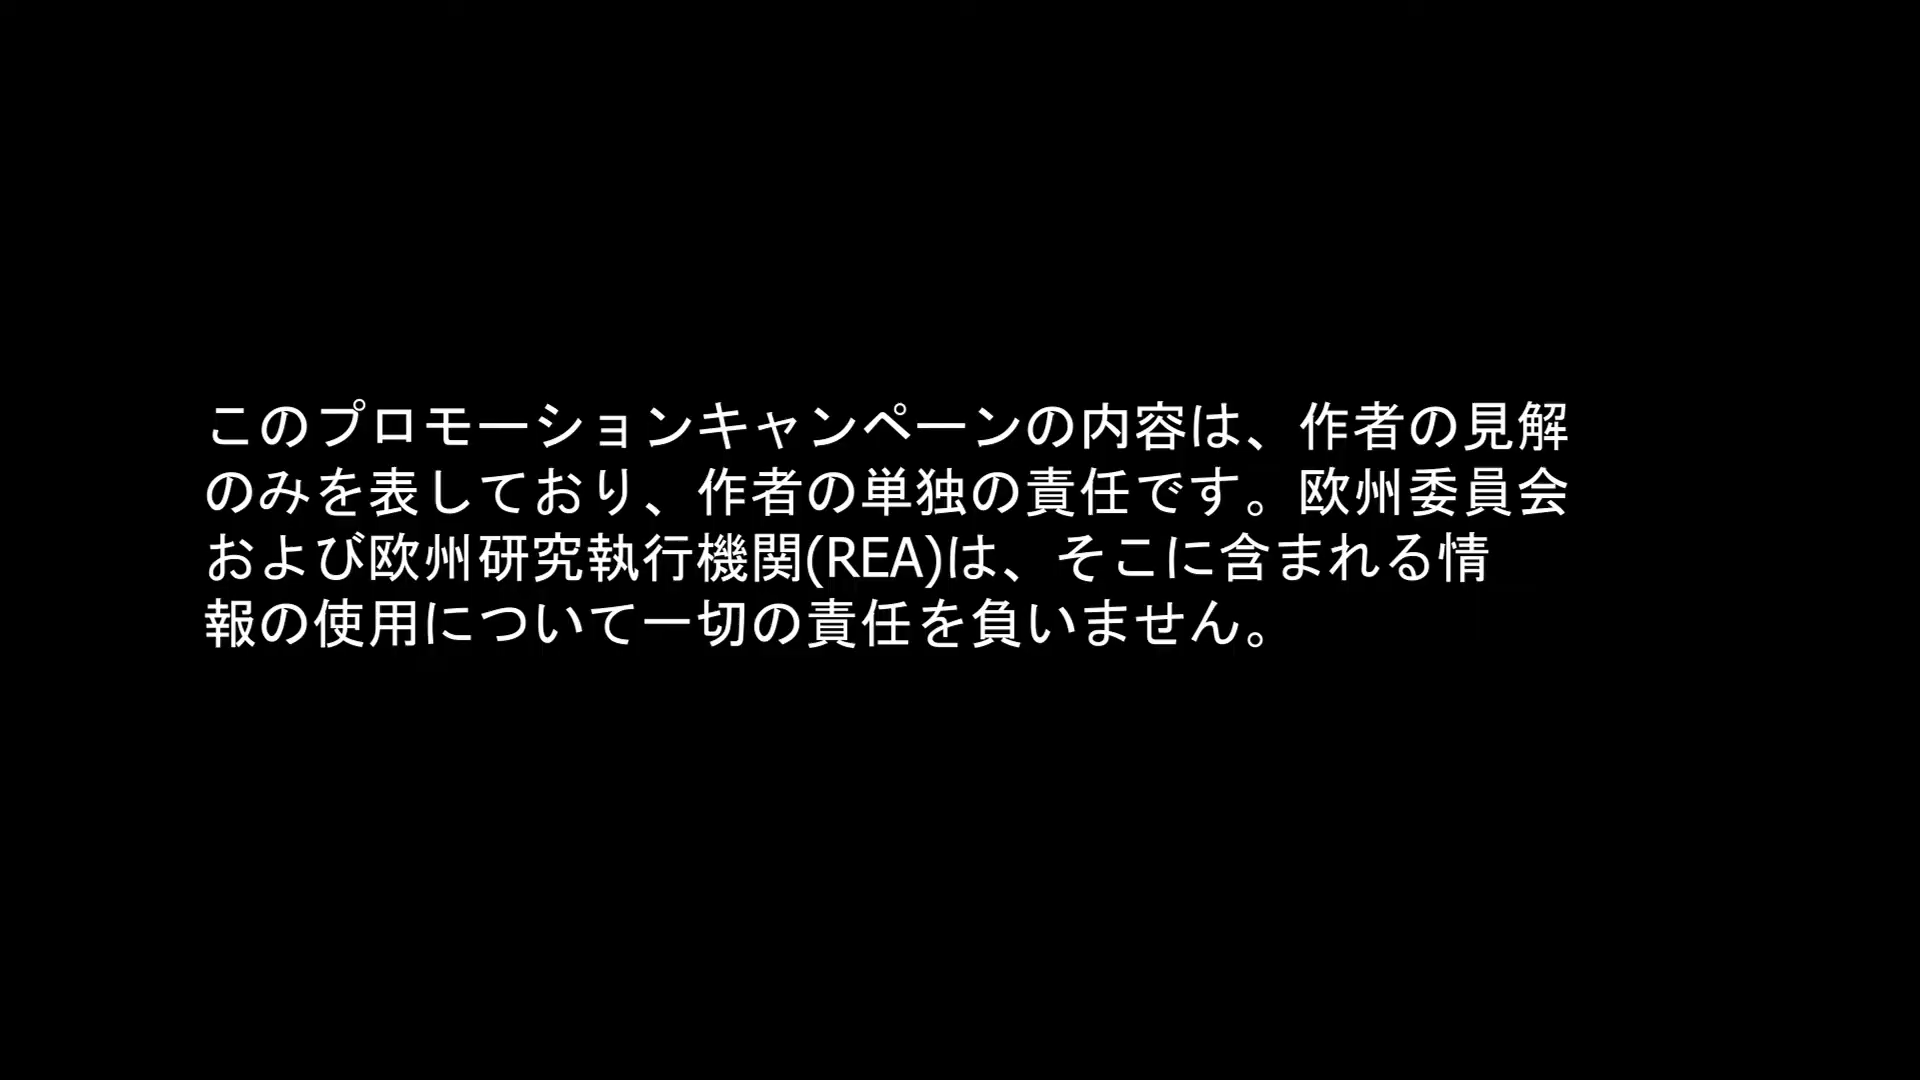 このプロモーションキャンペーンの内容は、作者の見解
のみを表しており、作者の単独の責任です。欧州委員会
および欧州研究執行機関(REA)は、そこに含まれる情
報の使用について一切の責任を負いません。